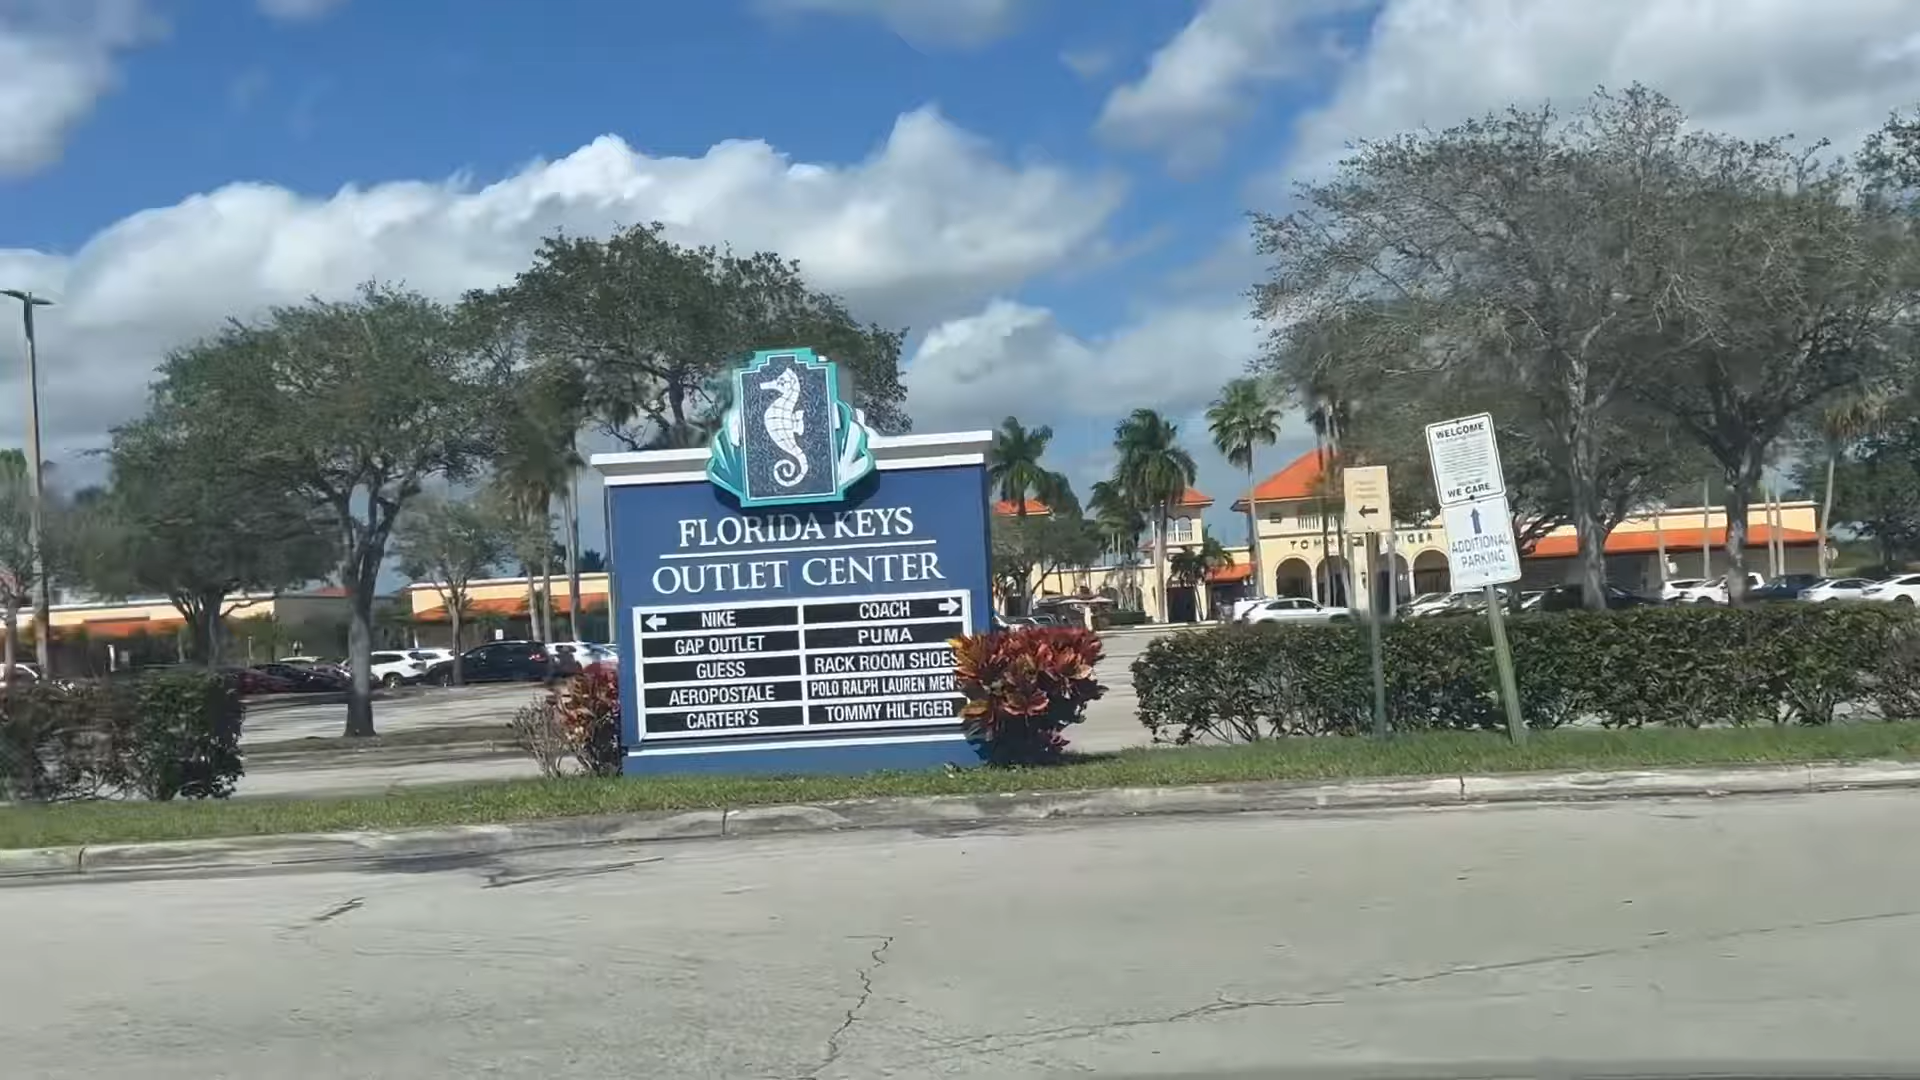 FLORIDA KEYS
OUTLET CENTER
NIKE
GAP OUTLET
GUESS
AEROPOSTALE
CARTER'S
COACH
PUMA
RACK ROOM SHOES
POLO RALPH LAUREN MEN
TOMMY HILFIGER
WELCOME
WE CARE
ADDITIONAL
PARKING